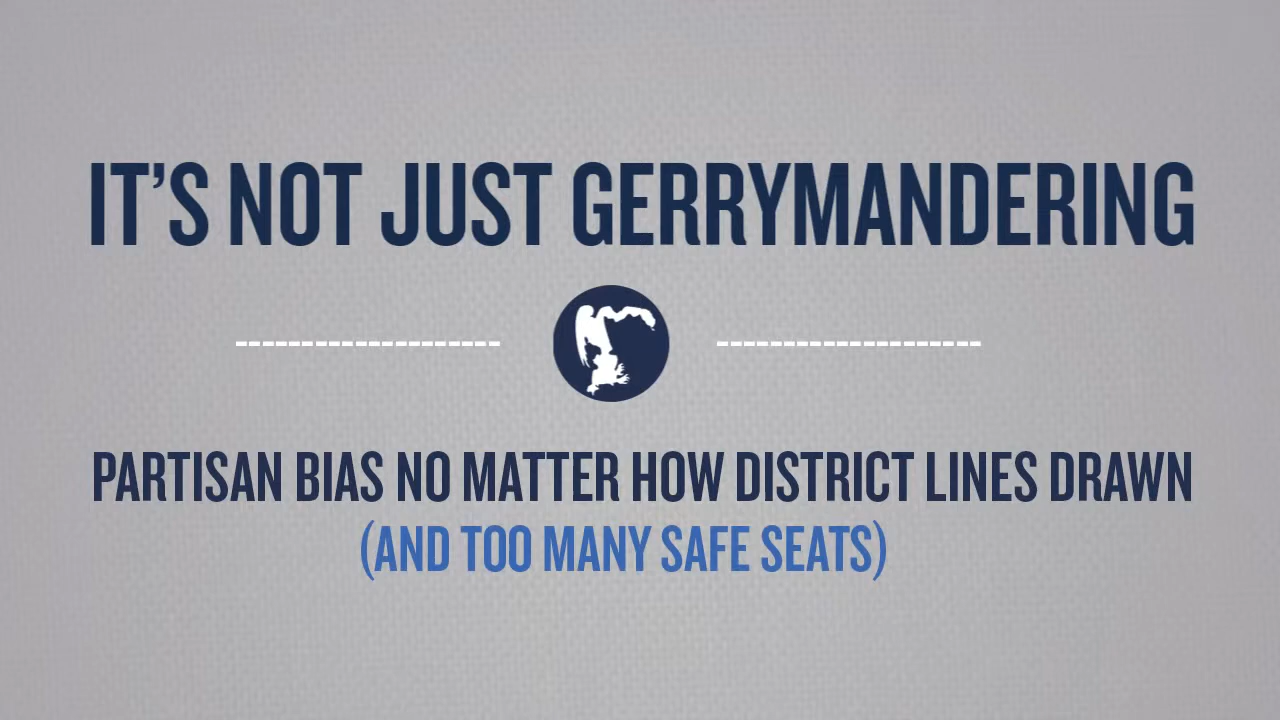 IT'S NOT JUST GERRYMANDERING
PARTISAN BIAS NO MATTER HOW DISTRICT LINES DRAWN
(AND TOO MANY SAFE SEATS)